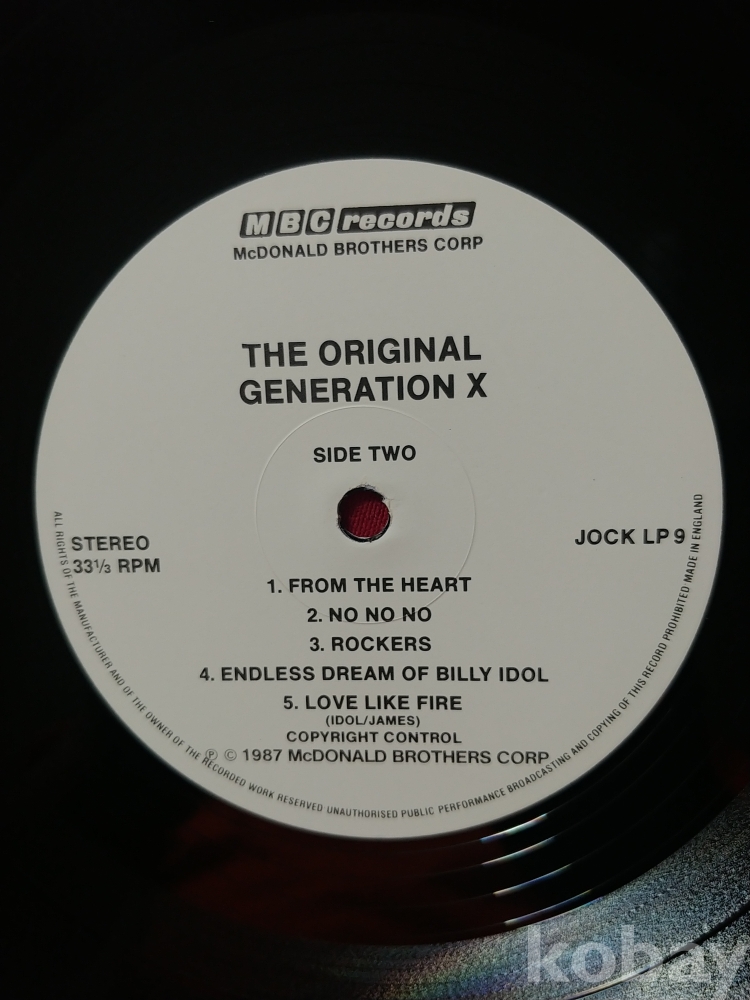 MBC records
McDONALD BROTHERS CORP
THE ORIGINAL
GENERATION X
SIDE TWO
STEREO
33⅓ RPM
JOCK LP 9
1. FROM THE HEART
2. NO NO NO
3. ROCKERS
4. ENDLESS DREAM OF BILLY IDOL
5. LOVE LIKE FIRE
(IDOL/JAMES)
COPYRIGHT CONTROL
Ⓟ © 1987 McDONALD BROTHERS CORP
ALL RIGHTS OF THE MANUFACTURER AND OF THE OWNER OF THE RECORDED WORK RESERVED UNAUTHORISED PUBLIC PERFORMANCE BROADCASTING AND COPYING OF THIS RECORD PROHIBITED MADE IN ENGLAND
kobay